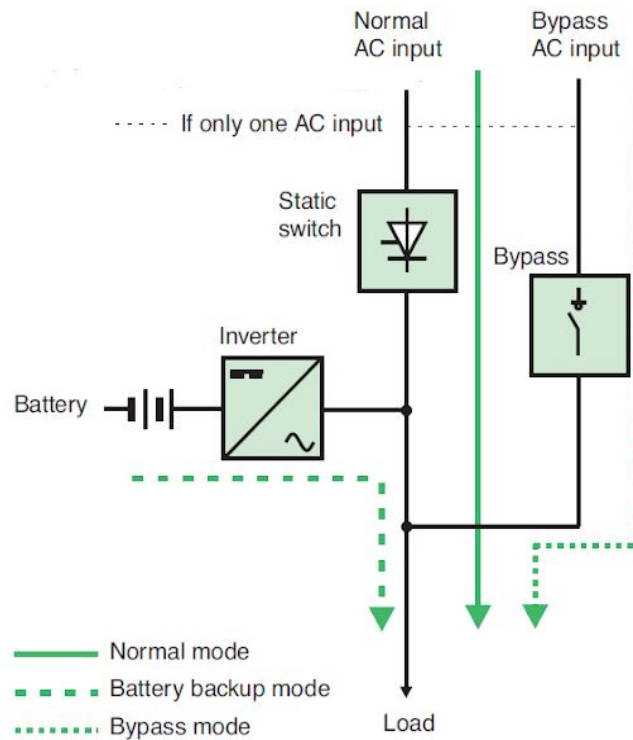 Normal
AC input
Bypass
AC input
If only one AC input
Static
switch
Bypass
Inverter
Battery
Normal mode
Battery backup mode
Bypass mode
Load